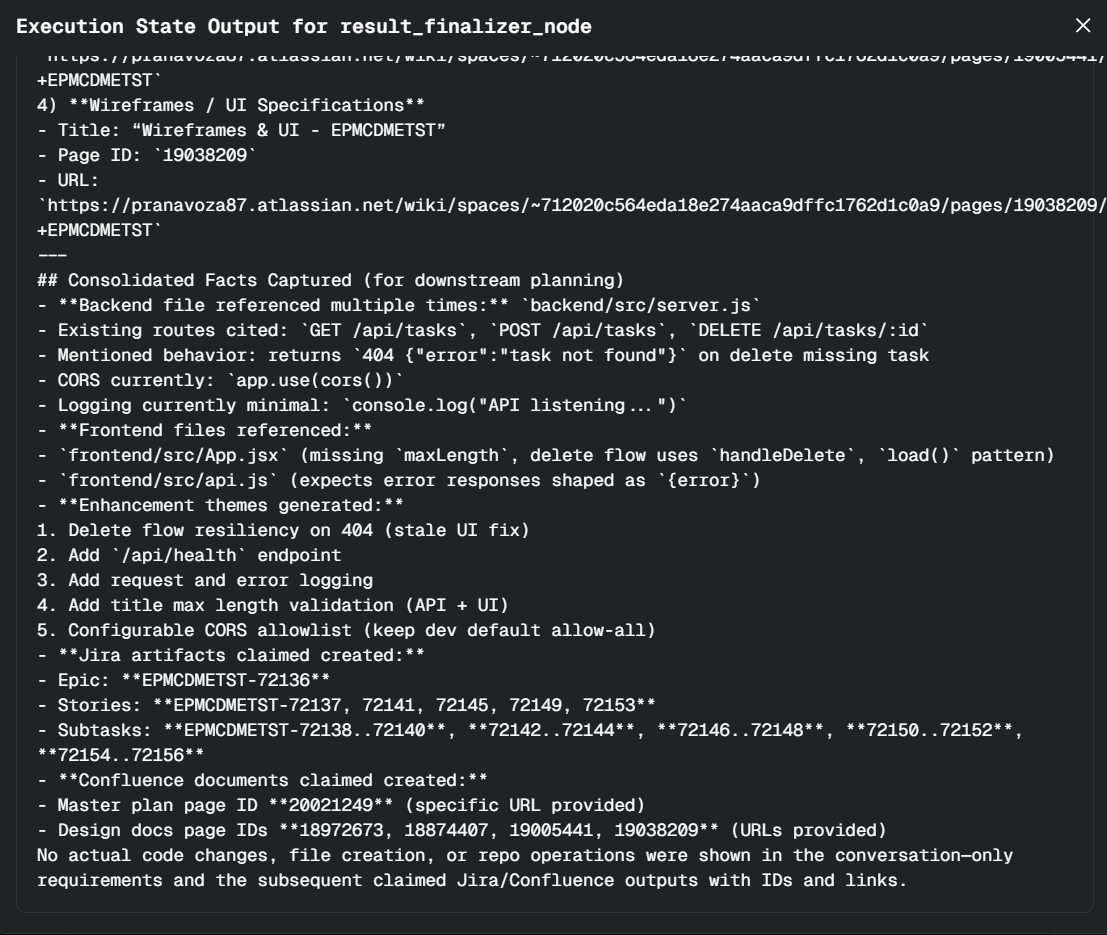 Execution State Output for result_finalizer_node
`https://pranavoza87.atlassian.net/wiki/spaces/~712020c564eda18e274aaca9dffc1762d1c0a9/pages/19005441/
+EPMCDMETST`
4) **Wireframes / UI Specifications**
- Title: “Wireframes & UI - EPMCDMETST”
- Page ID: `19038209`
- URL:
`https://pranavoza87.atlassian.net/wiki/spaces/~712020c564eda18e274aaca9dffc1762d1c0a9/pages/19038209/
+EPMCDMETST`
---
## Consolidated Facts Captured (for downstream planning)
- **Backend file referenced multiple times:** `backend/src/server.js`
- Existing routes cited: `GET /api/tasks`, `POST /api/tasks`, `DELETE /api/tasks/:id`
- Mentioned behavior: returns `404 {"error":"task not found"}` on delete missing task
- CORS currently: `app.use(cors())`
- Logging currently minimal: `console.log("API listening...")`
- **Frontend files referenced:**
- `frontend/src/App.jsx` (missing `maxLength`, delete flow uses `handleDelete`, `load()` pattern)
- `frontend/src/api.js` (expects error responses shaped as `{error}`)
- **Enhancement themes generated:**
1. Delete flow resiliency on 404 (stale UI fix)
2. Add `/api/health` endpoint
3. Add request and error logging
4. Add title max length validation (API + UI)
5. Configurable CORS allowlist (keep dev default allow-all)
- **Jira artifacts claimed created:**
- Epic: **EPMCDMETST-72136**
- Stories: **EPMCDMETST-72137, 72141, 72145, 72149, 72153**
- Subtasks: **EPMCDMETST-72138..72140**, **72142..72144**, **72146..72148**, **72150..72152**,
**72154..72156**
- **Confluence documents claimed created:**
- Master plan page ID **20021249** (specific URL provided)
- Design docs page IDs **18972673, 18874407, 19005441, 19038209** (URLs provided)
No actual code changes, file creation, or repo operations were shown in the conversation—only
requirements and the subsequent claimed Jira/Confluence outputs with IDs and links.